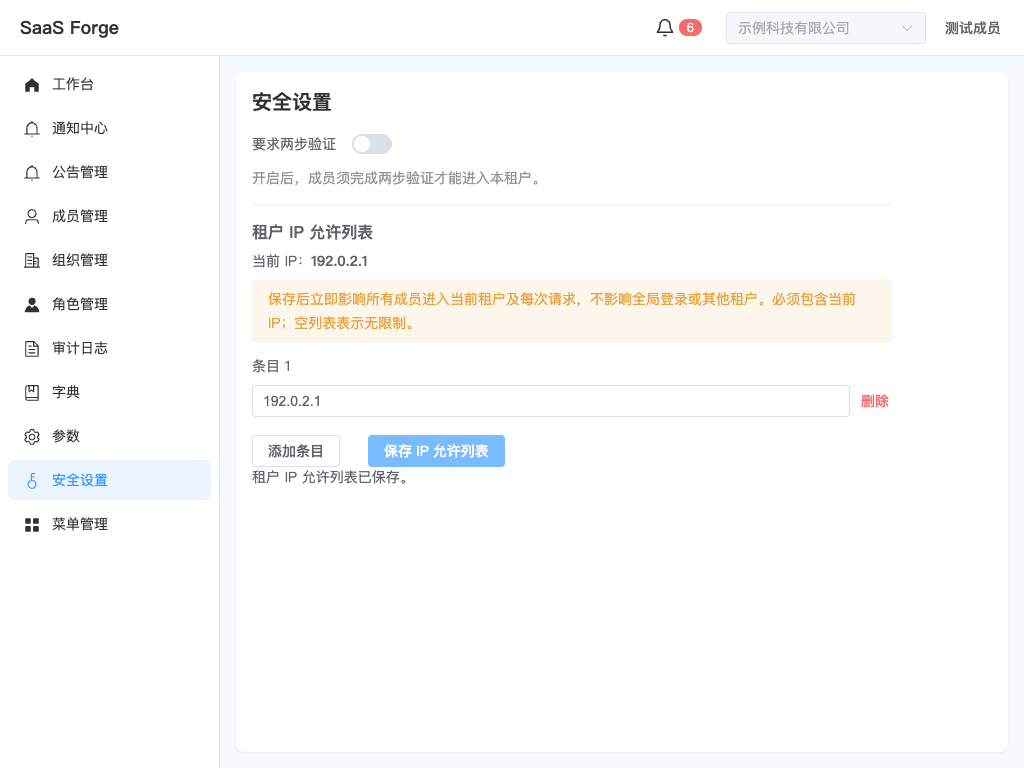 SaaS Forge
6
示例科技有限公司
测试成员
工作台
通知中心
公告管理
成员管理
组织管理
角色管理
审计日志
字典
参数
安全设置
菜单管理
安全设置
要求两步验证
开启后，成员须完成两步验证才能进入本租户。
租户 IP 允许列表
当前 IP：192.0.2.1
保存后立即影响所有成员进入当前租户及每次请求，不影响全局登录或其他租户。必须包含当前
IP；空列表表示无限制。
条目 1
192.0.2.1
删除
添加条目
保存 IP 允许列表
租户 IP 允许列表已保存。